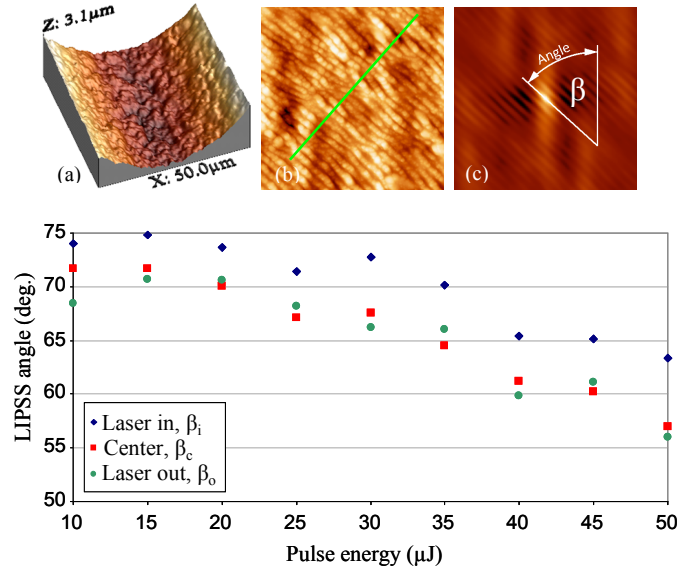 Z: 3.1µm
X: 50.0µm
(a)
(b)
Angle
β
(c)
75
70
65
60
55
50
LIPSS angle (deg.)
Laser in, βi
Center, βc
Laser out, βo
10 15 20 25 30 35 40 45 50
Pulse energy (µJ)